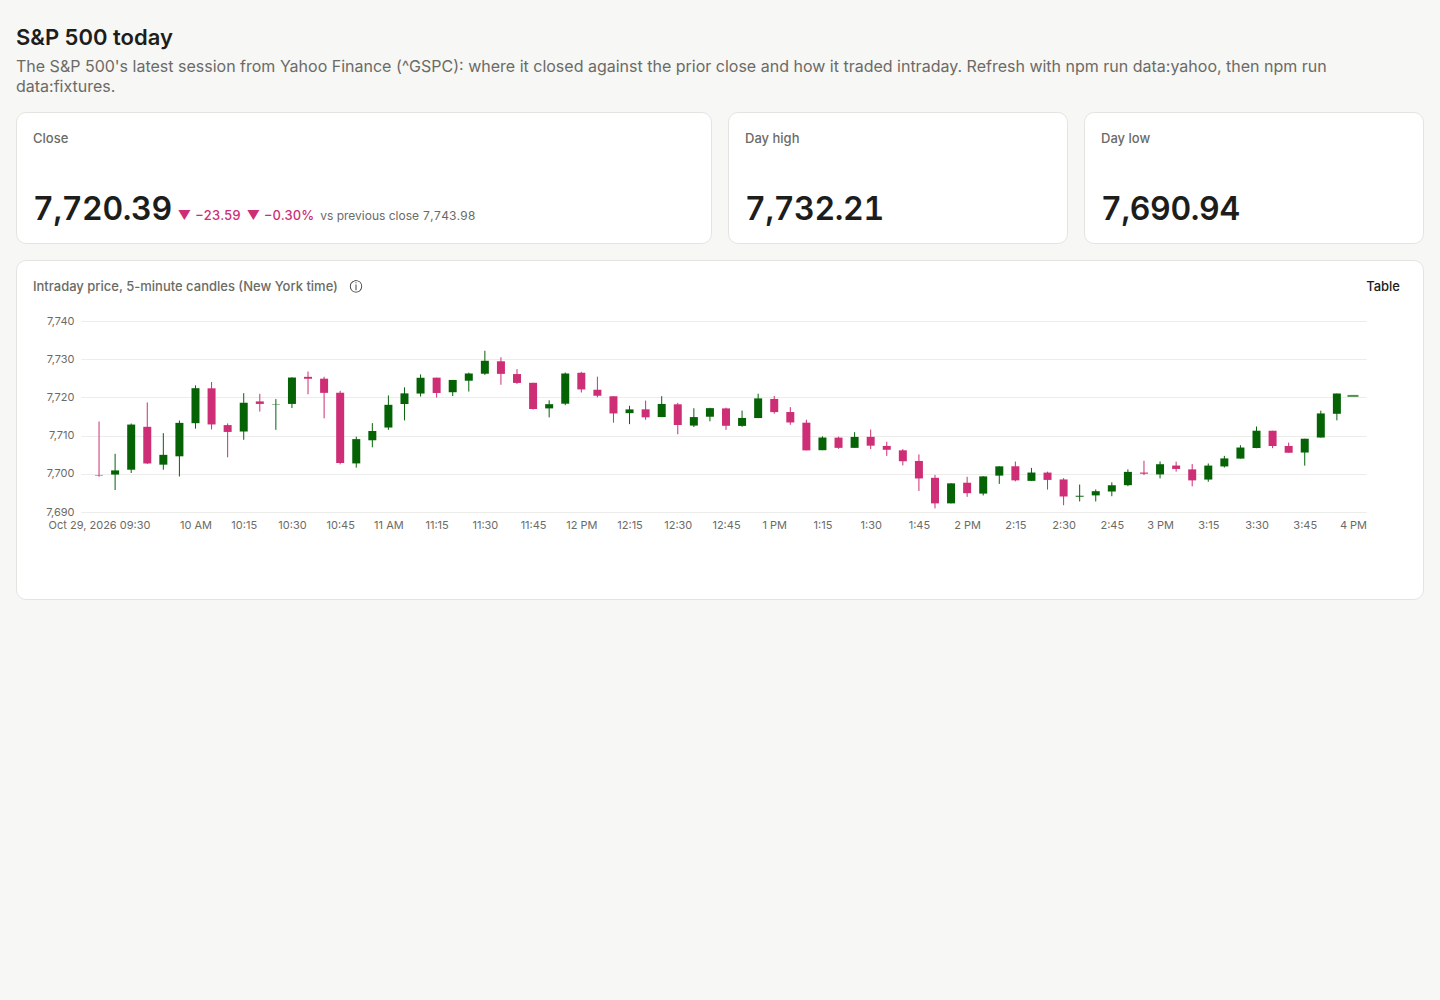 S&P 500 today
The S&P 500's latest session from Yahoo Finance (^GSPC): where it closed against the prior close and how it traded intraday. Refresh with npm run data:yahoo, then npm run
data:fixtures.
Close
7,720.39 ▼ −23.59 ▼ −0.30% vs previous close 7,743.98
Day high
7,732.21
Day low
7,690.94
Intraday price, 5-minute candles (New York time) ⓘ
Table
7,740
7,730
7,720
7,710
7,700
7,690
Oct 29, 2026 09:30 10 AM 10:15 10:30 10:45 11 AM 11:15 11:30 11:45 12 PM 12:15 12:30 12:45 1 PM 1:15 1:30 1:45 2 PM 2:15 2:30 2:45 3 PM 3:15 3:30 3:45 4 PM